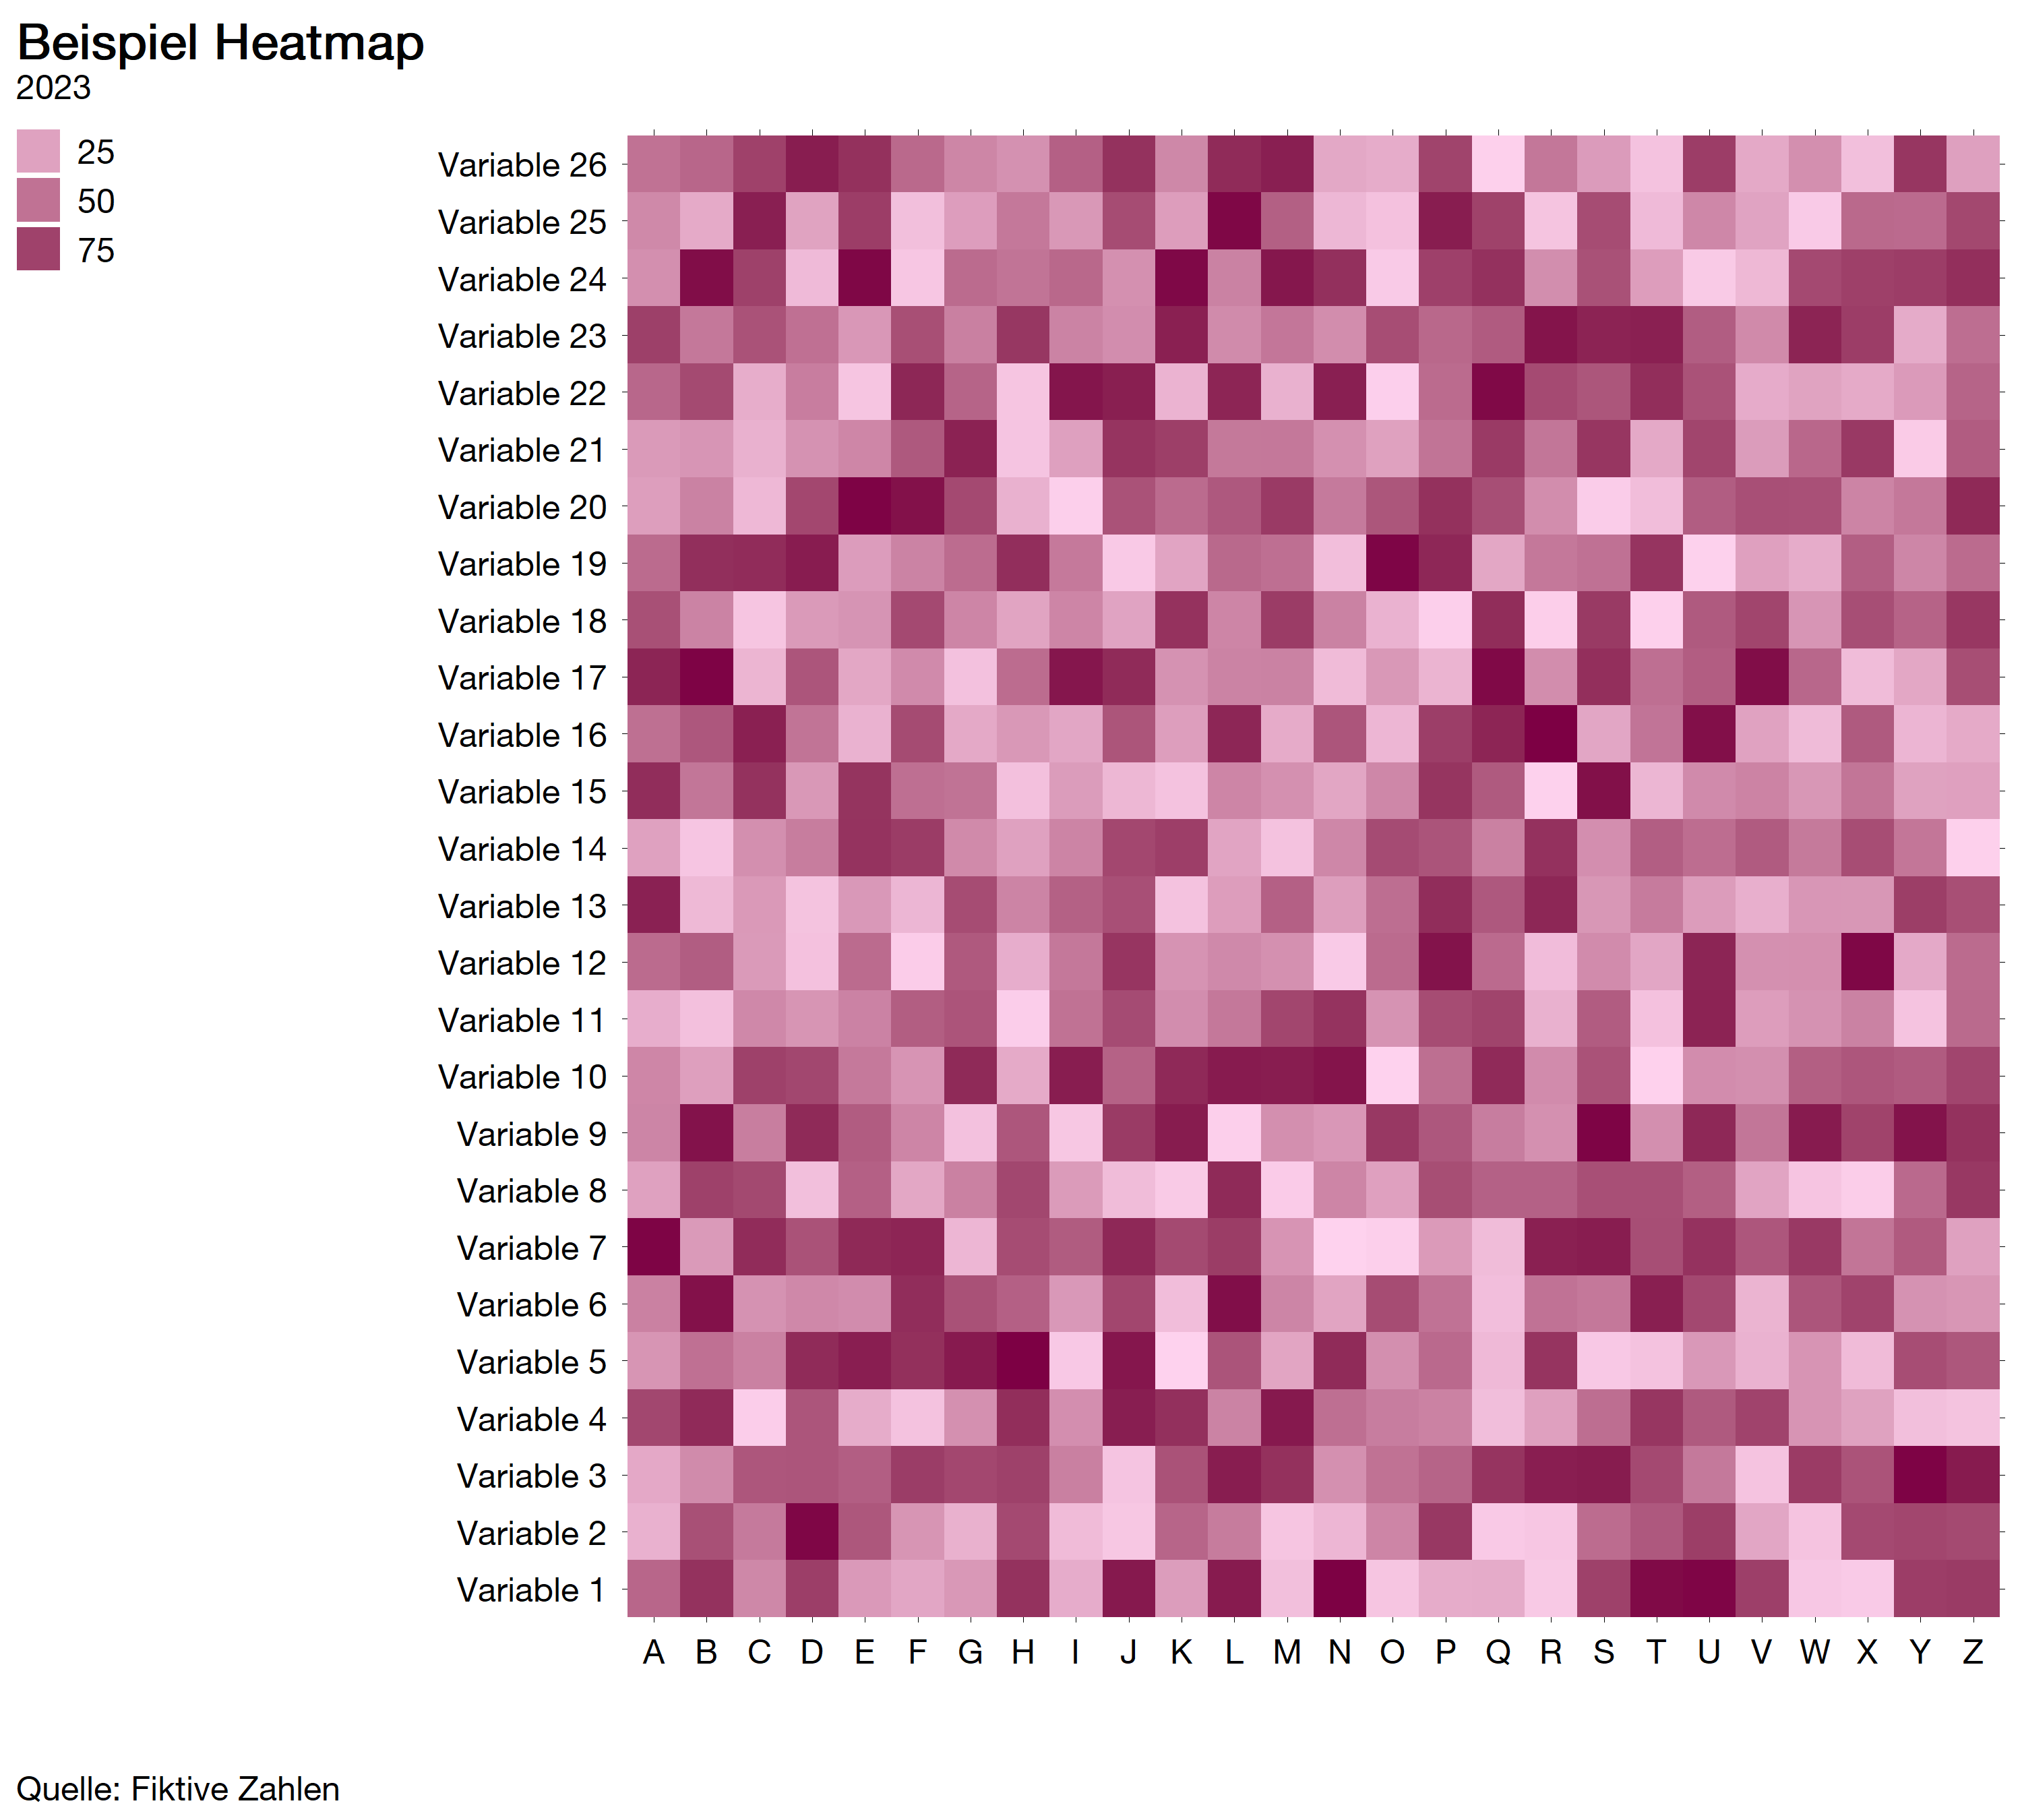 Beispiel Heatmap
2023
25
50
75
Variable 26
Variable 25
Variable 24
Variable 23
Variable 22
Variable 21
Variable 20
Variable 19
Variable 18
Variable 17
Variable 16
Variable 15
Variable 14
Variable 13
Variable 12
Variable 11
Variable 10
Variable 9
Variable 8
Variable 7
Variable 6
Variable 5
Variable 4
Variable 3
Variable 2
Variable 1
A B C D E F G H I J K L M N O P Q R S T U V W X Y Z
Quelle: Fiktive Zahlen